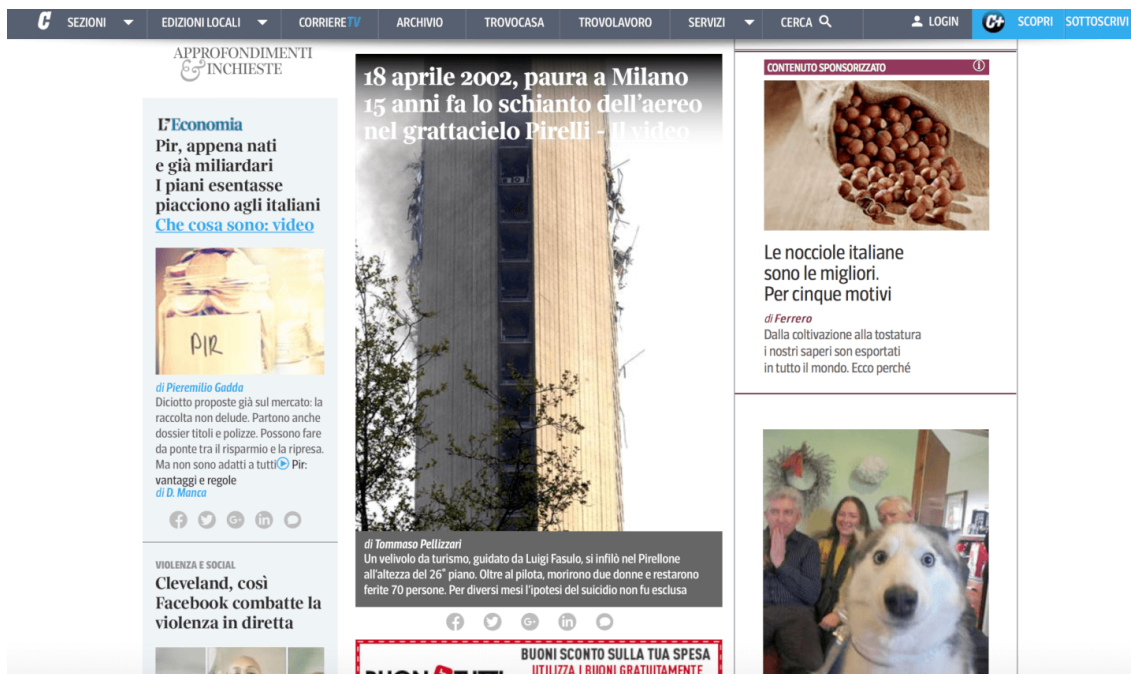 C SEZIONI EDIZIONI LOCALI CORRIERETV ARCHIVIO TROVOCASA TROVOLAVORO SERVIZI CERCA LOGIN C+ SCOPRI SOTTOSCRIVI
APPROFONDIMENTI
& INCHIESTE
L'Economia
Pir, appena nati
e già miliardari
I piani esentasse
piacciono agli italiani
Che cosa sono: video
PIR
di Pieremilio Gadda
Diciotto proposte già sul mercato: la
raccolta non delude. Partono anche
dossier titoli e polizze. Possono fare
da ponte tra il risparmio e la ripresa.
Ma non sono adatti a tutti Pir:
vantaggi e regole
di D. Manca
VIOLENZA E SOCIAL
Cleveland, così
Facebook combatte la
violenza in diretta
18 aprile 2002, paura a Milano
15 anni fa lo schianto dell'aereo
nel grattacielo Pirelli - Il video
di Tommaso Pellizzari
Un velivolo da turismo, guidato da Luigi Fasulo, si infilò nel Pirellone
all'altezza del 26° piano. Oltre al pilota, morirono due donne e restarono
ferite 70 persone. Per diversi mesi l'ipotesi del suicidio non fu esclusa
BUONI SCONTO SULLA TUA SPESA
UTILIZZA I BUONI GRATUITAMENTE
CONTENUTO SPONSORIZZATO
Le nocciole italiane
sono le migliori.
Per cinque motivi
di Ferrero
Dalla coltivazione alla tostatura
i nostri saperi son esportati
in tutto il mondo. Ecco perché